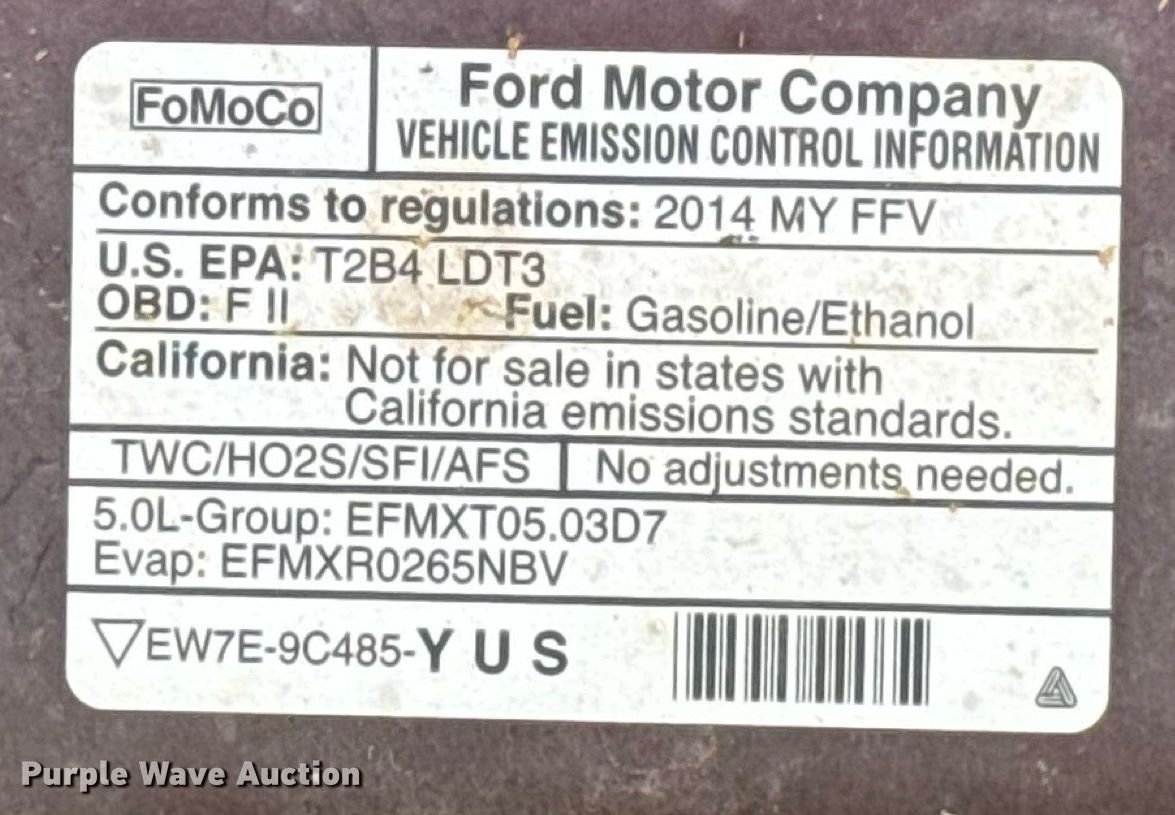 FoMoCo
Ford Motor Company
VEHICLE EMISSION CONTROL INFORMATION
Conforms to regulations: 2014 MY FFV
U.S. EPA: T2B4 LDT3
OBD: F II Fuel: Gasoline/Ethanol
California: Not for sale in states with
California emissions standards.
TWC/HO2S/SFI/AFS No adjustments needed.
5.0L-Group: EFMXT05.03D7
Evap: EFMXR0265NBV
EW7E-9C485-Y U S
Purple Wave Auction